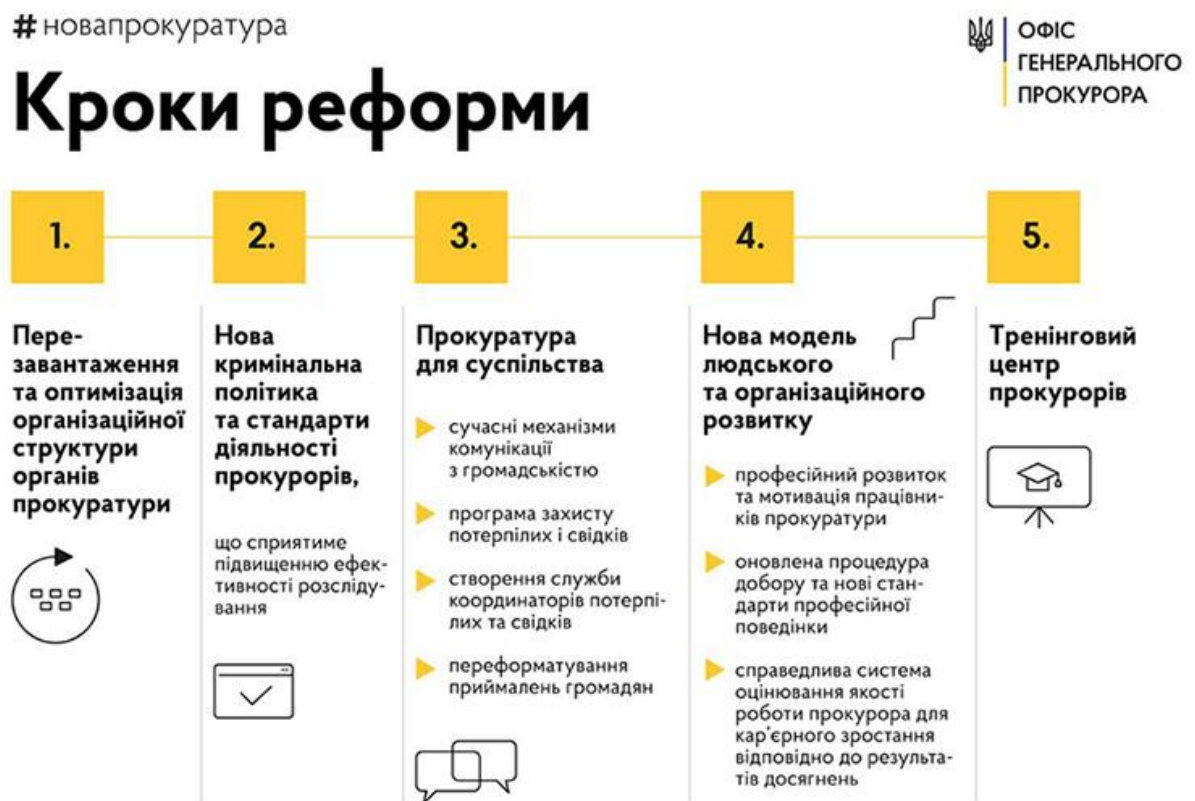 #новапрокуратура
ОФІС
ГЕНЕРАЛЬНОГО
ПРОКУРОРА
Кроки реформи
1.
Пере-
завантаження
та оптимізація
організаційної
структури
органів
прокуратури
2.
Нова
кримінальна
політика
та стандарти
діяльності
прокурорів,
що сприятиме
підвищенню ефек-
тивності розсліду-
вання
3.
Прокуратура
для суспільства
сучасні механізми
комунікації
з громадськістю
програма захисту
потерпілих і свідків
створення служби
координаторів потерпі-
лих та свідків
переформатування
приймалень громадян
4.
Нова модель
людського
та організаційного
розвитку
професійний розвиток
та мотивація працівни-
ків прокуратури
оновлена процедура
добору та нові стан-
дарти професійної
поведінки
справедлива система
оцінювання якості
роботи прокурора для
кар'єрного зростання
відповідно до результа-
тів досягнень
5.
Тренінговий
центр
прокурорів